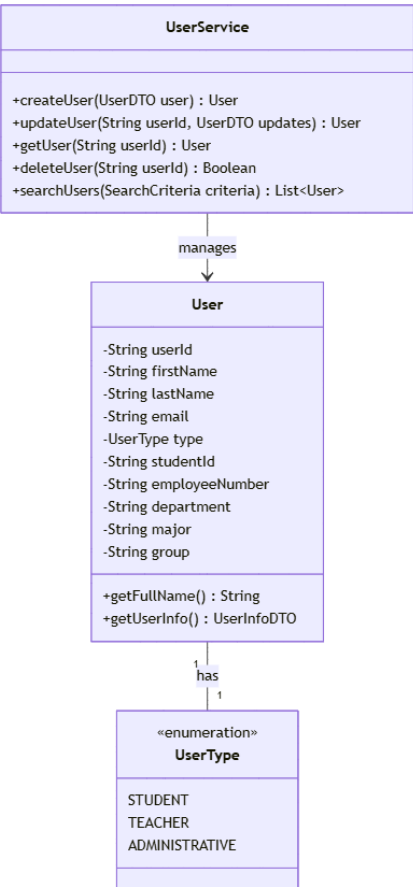 UserService
+createUser(UserDTO user) : User
+updateUser(String userId, UserDTO updates) : User
+getUser(String userId) : User
+deleteUser(String userId) : Boolean
+searchUsers(SearchCriteria criteria) : List<User>
manages
User
-String userId
-String firstName
-String lastName
-String email
-UserType type
-String studentId
-String employeeNumber
-String department
-String major
-String group
+getFullName() : String
+getUserInfo() : UserInfoDTO
1
has
1
«enumeration»
UserType
STUDENT
TEACHER
ADMINISTRATIVE